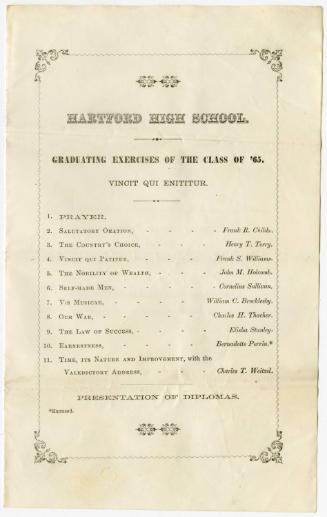 HARTFORD HIGH SCHOOL.
GRADUATING EXERCISES OF THE CLASS OF '65.
VINCIT QUI ENITITUR.
1. PRAYER.
2. SALUTATORY ORATION, - - - - Frank R. Childs.
3. THE COUNTRY'S CHOICE, - - - Henry T. Terry.
4. VINCIT QUI PATITUR, - - - - Frank S. Williams.
5. THE NOBILITY OF WEALTH, - - - John M. Holcomb.
6. SELF-MADE MEN, - - - - Cornelius Sullivan.
7. VIS MUSICAE, - - - - William C. Brocklesby.
8. OUR WAR, - - - - - Charles H. Thacher.
9. THE LAW OF SUCCESS, - - - - Elisha
10. EARNESTNESS, - - - - Bernadotte Perrin.*
11. TIME, ITS NATURE AND IMPROVEMENT, with the
VALEDICTORY ADDRESS, - - - Charles T. Weitzel.
PRESENTATION OF DIPLOMAS.
*Excused.